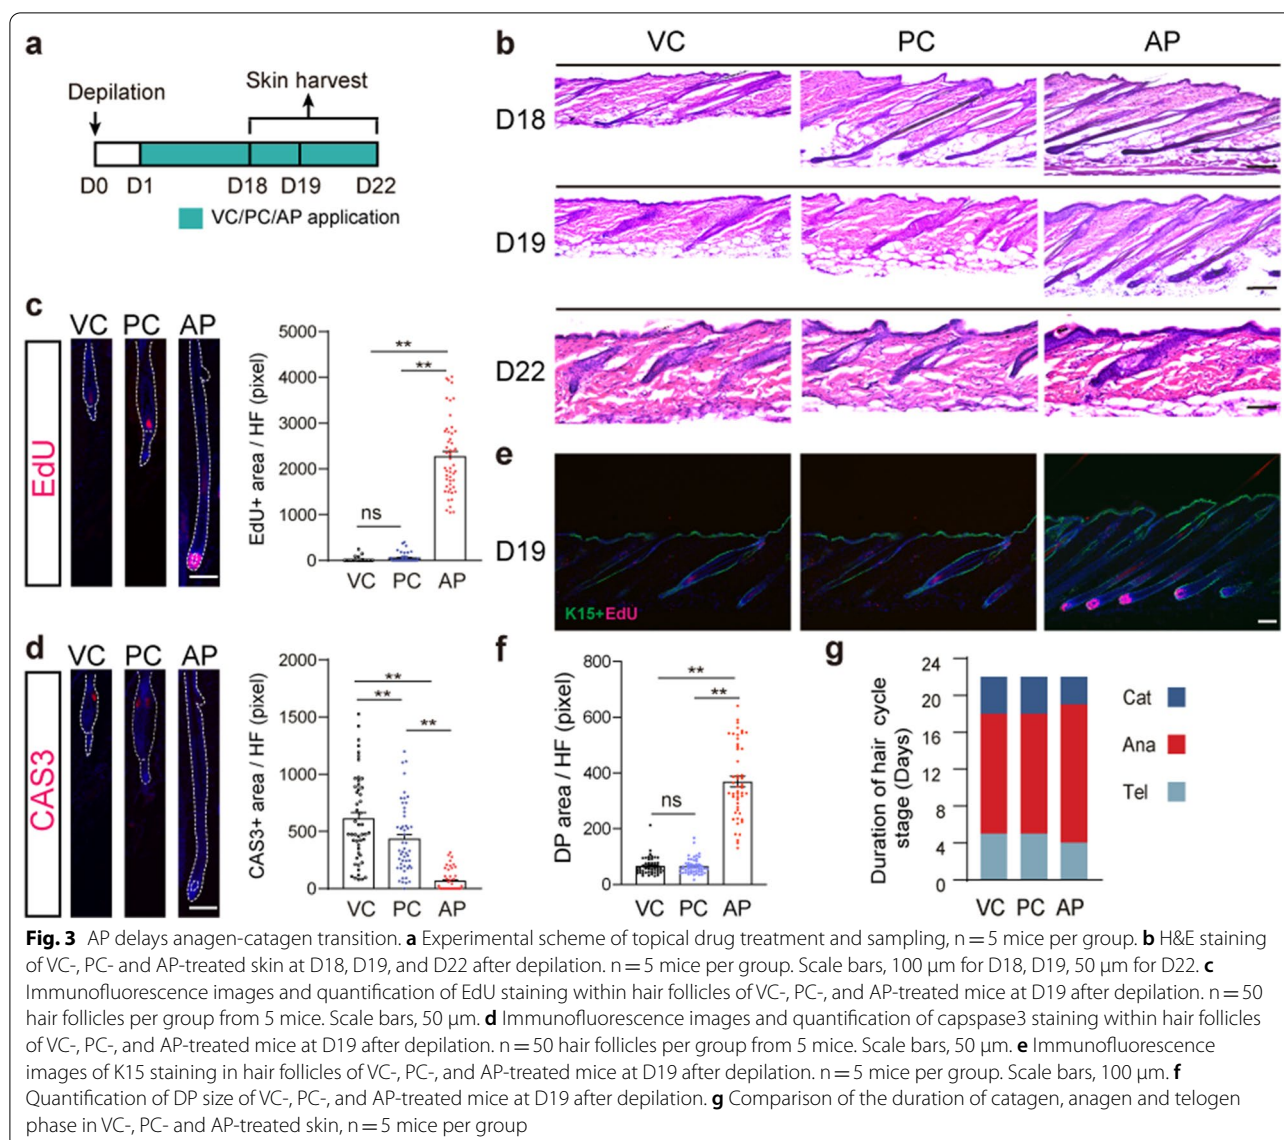 a
Depilation
Skin harvest
D0 D1 D18 D19 D22
VC/PC/AP application
b
VC PC AP
D18
D19
D22
c
VC PC AP
EdU
EdU+ area / HF (pixel)
5000
4000
3000
2000
1000
0
**
**
ns
VC PC AP
d
VC PC AP
CAS3
CAS3+ area / HF (pixel)
2000
1500
1000
500
0
**
**
**
VC PC AP
e
D19
K15+EdU
f
DP area / HF (pixel)
800
600
400
200
0
**
**
ns
VC PC AP
g
Duration of hair cycle
stage (Days)
24
20
16
12
8
4
0
VC PC AP
Cat
Ana
Tel
Fig. 3 AP delays anagen-catagen transition. a Experimental scheme of topical drug treatment and sampling, n = 5 mice per group. b H&E staining
of VC-, PC- and AP-treated skin at D18, D19, and D22 after depilation. n = 5 mice per group. Scale bars, 100 μm for D18, D19, 50 μm for D22. c
Immunofluorescence images and quantification of EdU staining within hair follicles of VC-, PC-, and AP-treated mice at D19 after depilation. n = 50
hair follicles per group from 5 mice. Scale bars, 50 μm. d Immunofluorescence images and quantification of capspase3 staining within hair follicles
of VC-, PC-, and AP-treated mice at D19 after depilation. n = 50 hair follicles per group from 5 mice. Scale bars, 50 μm. e Immunofluorescence
images of K15 staining in hair follicles of VC-, PC-, and AP-treated mice at D19 after depilation. n = 5 mice per group. Scale bars, 100 μm. f
Quantification of DP size of VC-, PC-, and AP-treated mice at D19 after depilation. g Comparison of the duration of catagen, anagen and telogen
phase in VC-, PC- and AP-treated skin, n = 5 mice per group